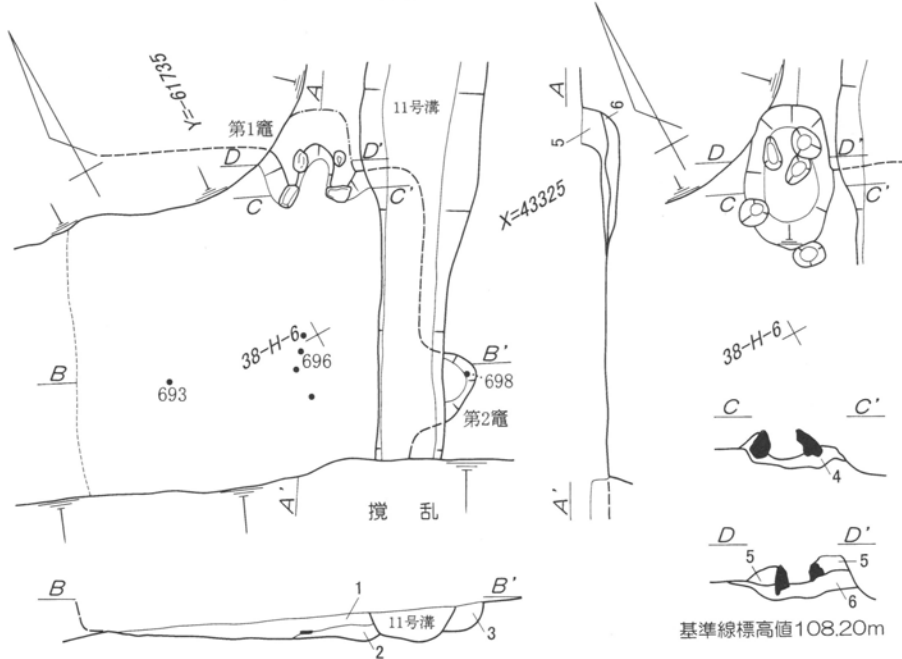 Y=-61735
第1竈
A
11号溝
D
D'
C
C'
38-H-6
696
693
B
B'
698
第2竈
A'
撹 乱
A
6
5
X=43325
A'
D
D'
C
C'
38-H-6
C
C'
4
D
D'
5
5
6
基準線標高値108.20m
B
B'
1
11号溝
3
2